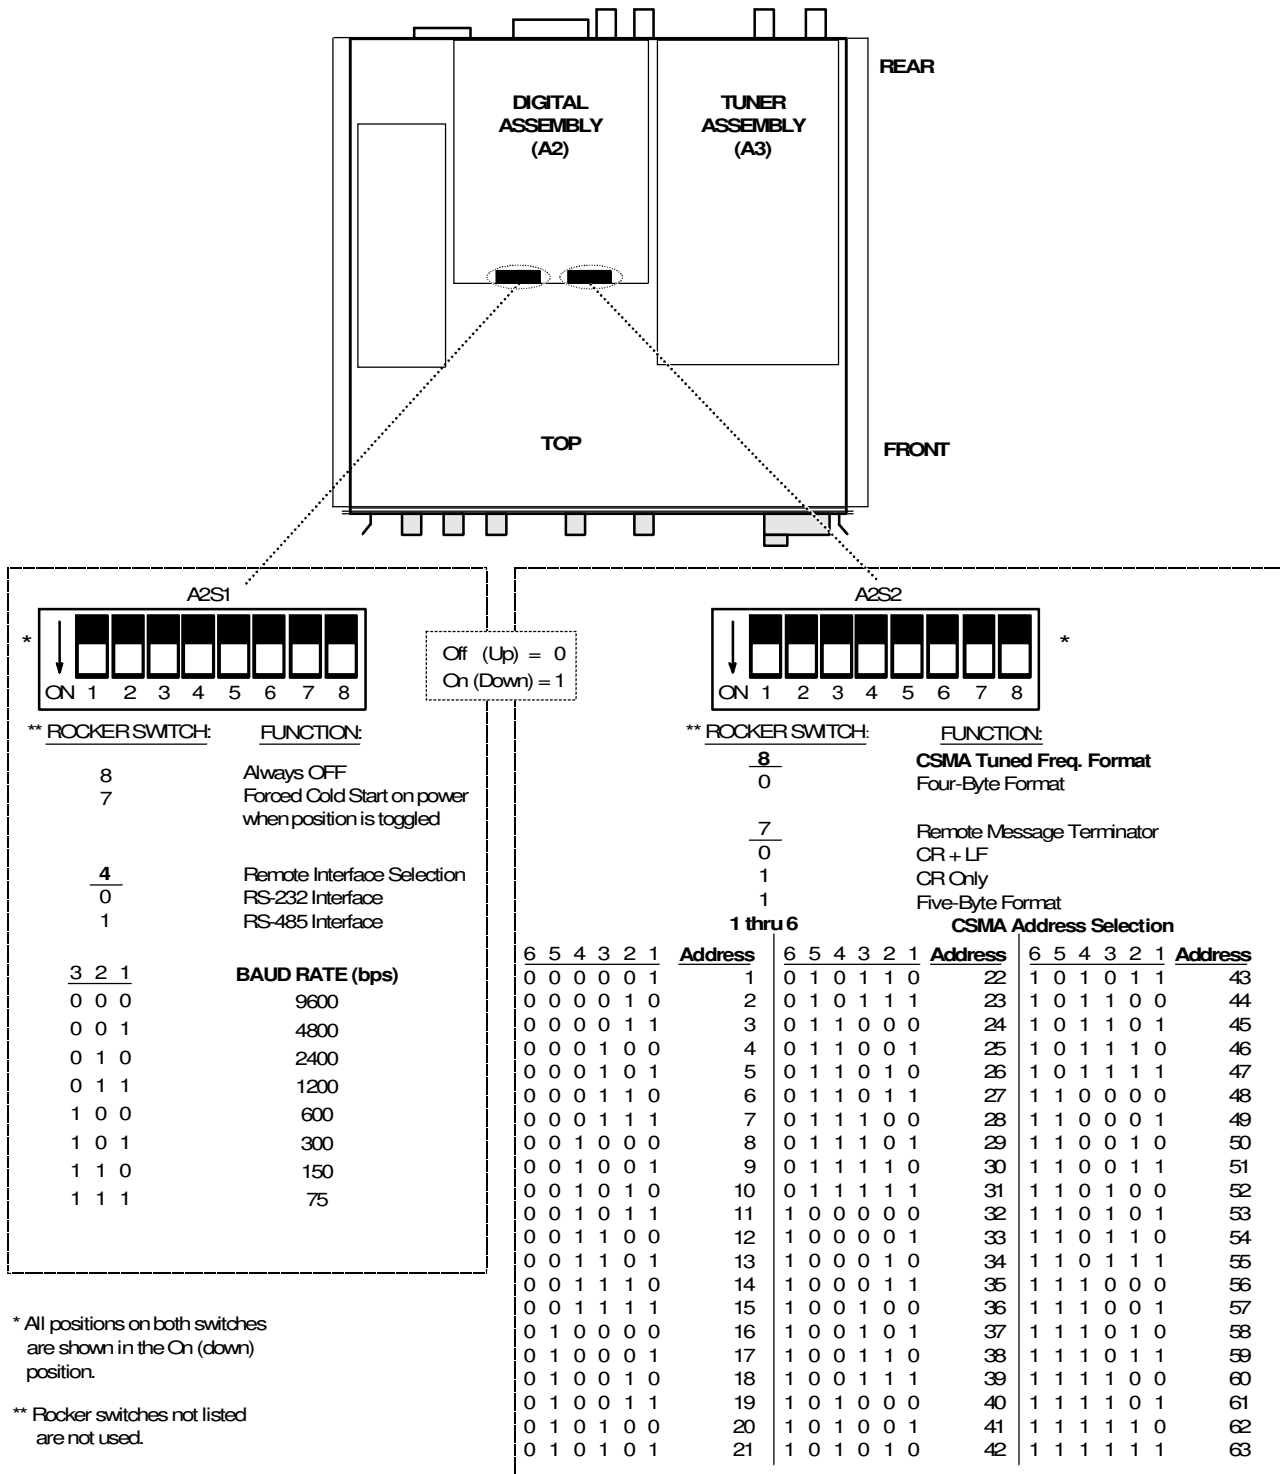 REAR
DIGITAL
ASSEMBLY
(A2)
TUNER
ASSEMBLY
(A3)
TOP
FRONT
A2S1
*
ON 1 2 3 4 5 6 7 8
Off (Up) = 0
On (Down) = 1
** ROCKER SWITCH: FUNCTION:
8 Always OFF
7 Forced Cold Start on power
when position is toggled
4 Remote Interface Selection
0 RS-232 Interface
1 RS-485 Interface
3 2 1 BAUD RATE (bps)
0 0 0 9600
0 0 1 4800
0 1 0 2400
0 1 1 1200
1 0 0 600
1 0 1 300
1 1 0 150
1 1 1 75
* All positions on both switches
are shown in the On (down)
position.
** Rocker switches not listed
are not used.
A2S2
*
ON 1 2 3 4 5 6 7 8
** ROCKER SWITCH: FUNCTION:
8 CSMA Tuned Freq. Format
0 Four-Byte Format
7 Remote Message Terminator
0 CR + LF
1 CR Only
1 Five-Byte Format
1 thru 6 CSMA Address Selection
6 5 4 3 2 1 Address 6 5 4 3 2 1 Address 6 5 4 3 2 1 Address
0 0 0 0 0 1 1 0 1 0 1 1 0 22 1 0 1 0 1 1 43
0 0 0 0 1 0 2 0 1 0 1 1 1 23 1 0 1 1 0 0 44
0 0 0 0 1 1 3 0 1 1 0 0 0 24 1 0 1 1 0 1 45
0 0 0 1 0 0 4 0 1 1 0 0 1 25 1 0 1 1 1 0 46
0 0 0 1 0 1 5 0 1 1 0 1 0 26 1 0 1 1 1 1 47
0 0 0 1 1 0 6 0 1 1 0 1 1 27 1 1 0 0 0 0 48
0 0 0 1 1 1 7 0 1 1 1 0 0 28 1 1 0 0 0 1 49
0 0 1 0 0 0 8 0 1 1 1 0 1 29 1 1 0 0 1 0 50
0 0 1 0 0 1 9 0 1 1 1 1 0 30 1 1 0 0 1 1 51
0 0 1 0 1 0 10 0 1 1 1 1 1 31 1 1 0 1 0 0 52
0 0 1 0 1 1 11 1 0 0 0 0 0 32 1 1 0 1 0 1 53
0 0 1 1 0 0 12 1 0 0 0 0 1 33 1 1 0 1 1 0 54
0 0 1 1 0 1 13 1 0 0 0 1 0 34 1 1 0 1 1 1 55
0 0 1 1 1 0 14 1 0 0 0 1 1 35 1 1 1 0 0 0 56
0 0 1 1 1 1 15 1 0 0 1 0 0 36 1 1 1 0 0 1 57
0 1 0 0 0 0 16 1 0 0 1 0 1 37 1 1 1 0 1 0 58
0 1 0 0 0 1 17 1 0 0 1 1 0 38 1 1 1 0 1 1 59
0 1 0 0 1 0 18 1 0 0 1 1 1 39 1 1 1 1 0 0 60
0 1 0 0 1 1 19 1 0 1 0 0 0 40 1 1 1 1 0 1 61
0 1 0 1 0 0 20 1 0 1 0 0 1 41 1 1 1 1 1 0 62
0 1 0 1 0 1 21 1 0 1 0 1 0 42 1 1 1 1 1 1 63